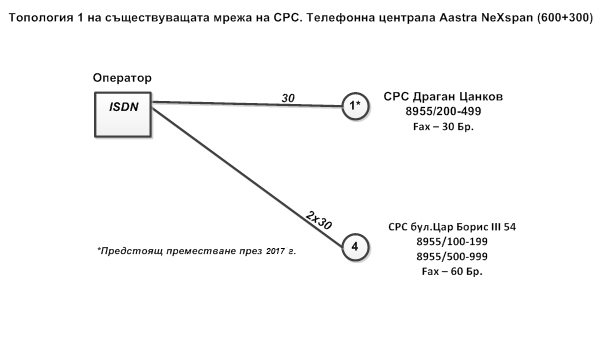 Топология 1 на съществуващата мрежа на СРС. Телефонна централа Aastra NeXspan (600+300)
Оператор
ISDN
30
1*
СРС Драган Цанков
8955/200-499
Fax – 30 Бр.
2x30
4
СРС бул.Цар Борис III 54
8955/100-199
8955/500-999
Fax – 60 Бр.
*Предстоящ преместване през 2017 г.